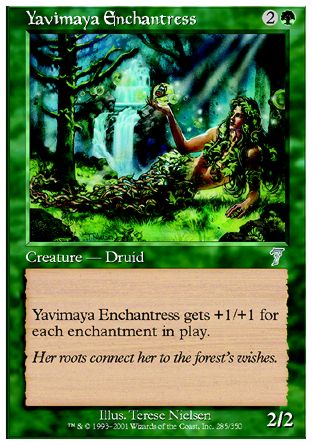 Yavimaya Enchantress 2
Creature — Druid 7
Yavimaya Enchantress gets +1/+1 for
each enchantment in play.
Her roots connect her to the forest's wishes.
Illus. Terese Nielsen
™ & © 1993-2001 Wizards of the Coast, Inc. 285/350
2/2